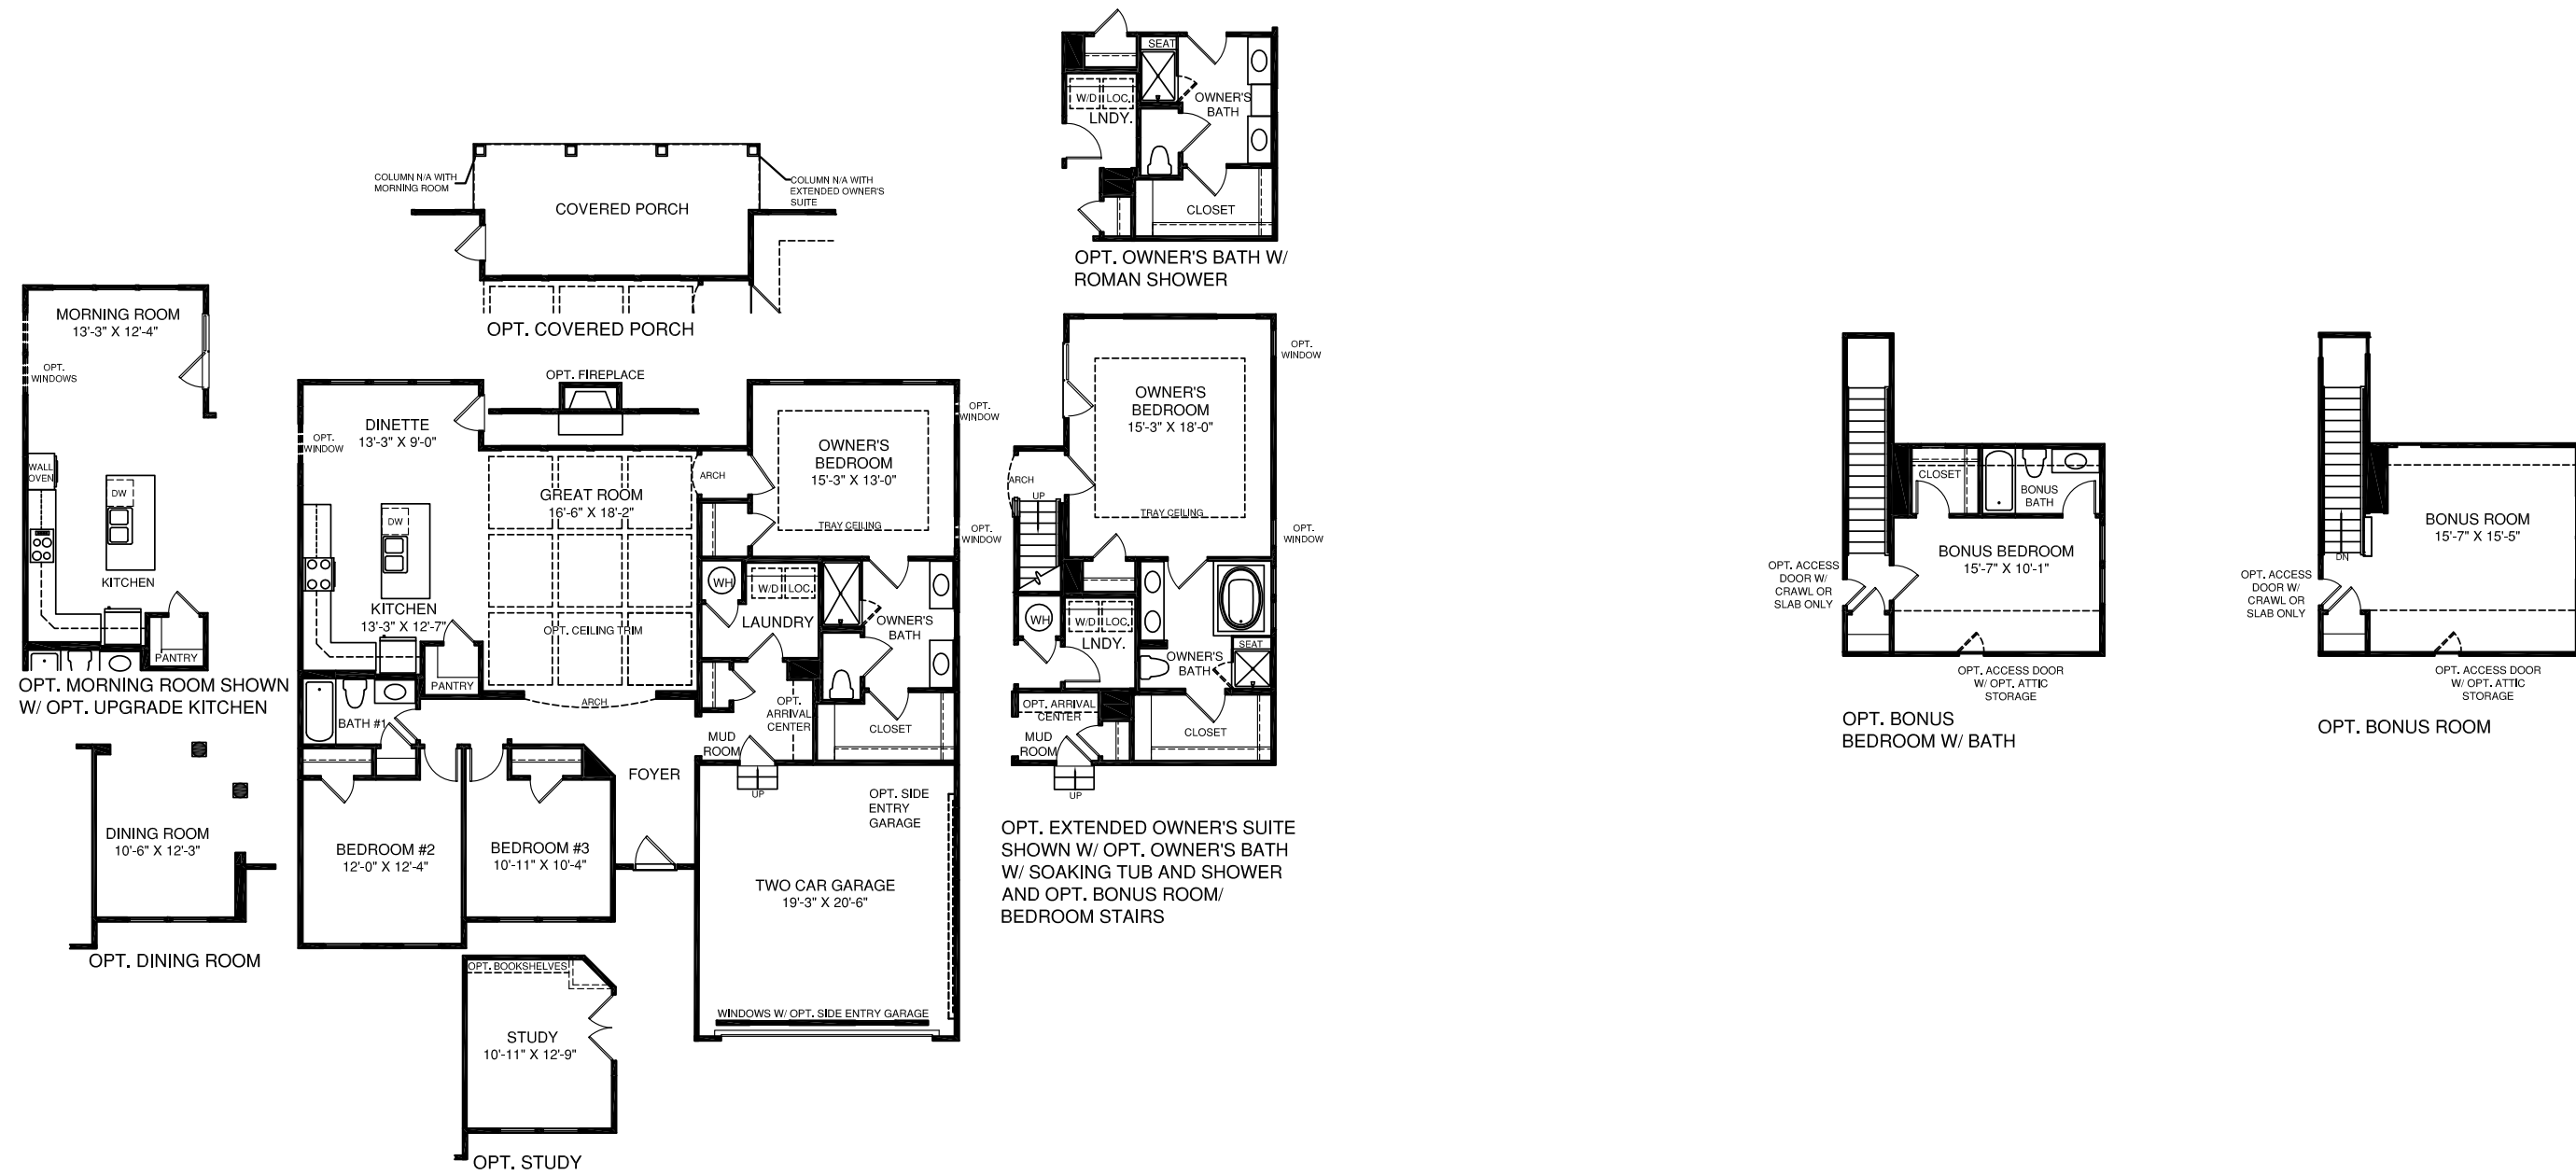 SEAT
W/D LOC.
LNDY.
OWNER'S
BATH
CLOSET
OPT. OWNER'S BATH W/
ROMAN SHOWER
COLUMN N/A WITH
MORNING ROOM
COLUMN N/A WITH
EXTENDED OWNER'S
SUITE
COVERED PORCH
OPT. COVERED PORCH
MORNING ROOM
13'-3" X 12'-4"
OPT.
WINDOWS
WALL
OVEN
DW
KITCHEN
PANTRY
OPT. MORNING ROOM SHOWN
W/ OPT. UPGRADE KITCHEN
DINING ROOM
10'-6" X 12'-3"
OPT. DINING ROOM
OPT. FIREPLACE
DINETTE
13'-3" X 9'-0"
OPT.
WINDOW
GREAT ROOM
16'-6" X 18'-2"
ARCH
OWNER'S
BEDROOM
15'-3" X 13'-0"
TRAY CEILING
OPT.
WINDOW
OPT.
WINDOW
DW
KITCHEN
13'-3" X 12'-7"
OPT. CEILING TRIM
PANTRY
WH
W/D LOC.
LAUNDRY
OWNER'S
BATH
ARCH
BATH #1
OPT.
ARRIVAL
CENTER
CLOSET
MUD
ROOM
FOYER
UP
OPT. SIDE
ENTRY
GARAGE
BEDROOM #2
12'-0" X 12'-4"
BEDROOM #3
10'-11" X 10'-4"
TWO CAR GARAGE
19'-3" X 20'-6"
WINDOWS W/ OPT. SIDE ENTRY GARAGE
OPT. BOOKSHELVES
STUDY
10'-11" X 12'-9"
OPT. STUDY
OPT.
WINDOW
OWNER'S
BEDROOM
15'-3" X 18'-0"
ARCH
UP
TRAY CEILING
OPT.
WINDOW
WH
W/D LOC.
LNDY.
OWNER'S
BATH
SEAT
OPT. ARRIVAL
CENTER
MUD
ROOM
CLOSET
UP
OPT. EXTENDED OWNER'S SUITE
SHOWN W/ OPT. OWNER'S BATH
W/ SOAKING TUB AND SHOWER
AND OPT. BONUS ROOM/
BEDROOM STAIRS
CLOSET
BONUS
BATH
BONUS BEDROOM
15'-7" X 10'-1"
OPT. ACCESS
DOOR W/
CRAWL OR
SLAB ONLY
OPT. ACCESS DOOR
W/ OPT. ATTIC
STORAGE
OPT. BONUS
BEDROOM W/ BATH
BONUS ROOM
15'-7" X 15'-5"
DN
OPT. ACCESS
DOOR W/
CRAWL OR
SLAB ONLY
OPT. ACCESS DOOR
W/ OPT. ATTIC
STORAGE
OPT. BONUS ROOM